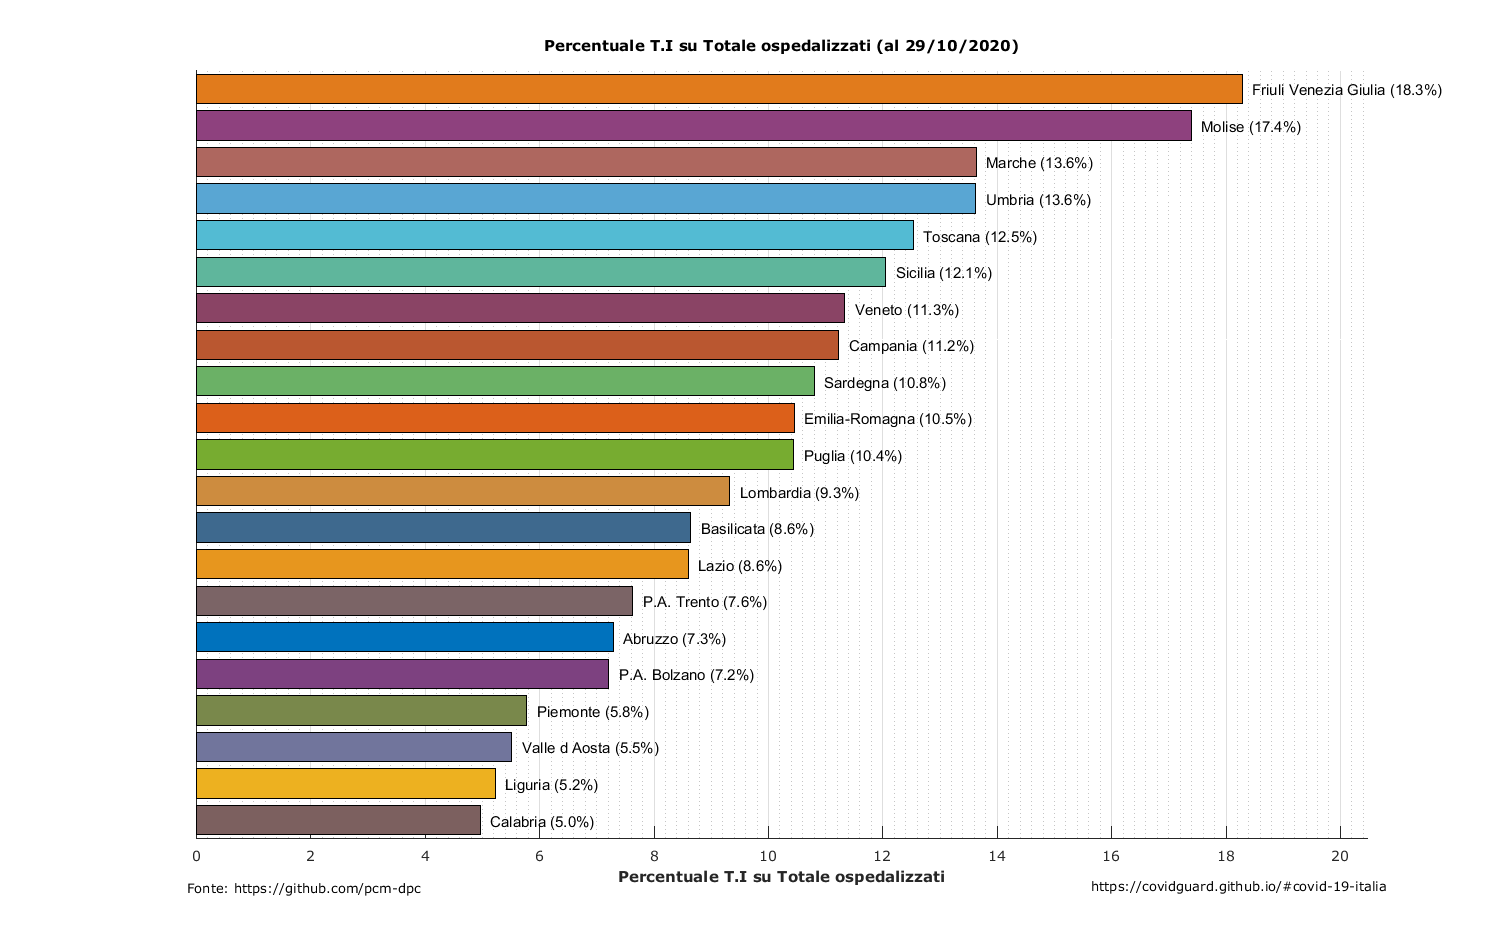 Percentuale T.I su Totale ospedalizzati (al 29/10/2020)
Friuli Venezia Giulia (18.3%)
Molise (17.4%)
Marche (13.6%)
Umbria (13.6%)
Toscana (12.5%)
Sicilia (12.1%)
Veneto (11.3%)
Campania (11.2%)
Sardegna (10.8%)
Emilia-Romagna (10.5%)
Puglia (10.4%)
Lombardia (9.3%)
Basilicata (8.6%)
Lazio (8.6%)
P.A. Trento (7.6%)
Abruzzo (7.3%)
P.A. Bolzano (7.2%)
Piemonte (5.8%)
Valle d Aosta (5.5%)
Liguria (5.2%)
Calabria (5.0%)
0 2 4 6 8 10 12 14 16 18 20
Percentuale T.I su Totale ospedalizzati
Fonte: https://github.com/pcm-dpc
https://covidguard.github.io/#covid-19-italia